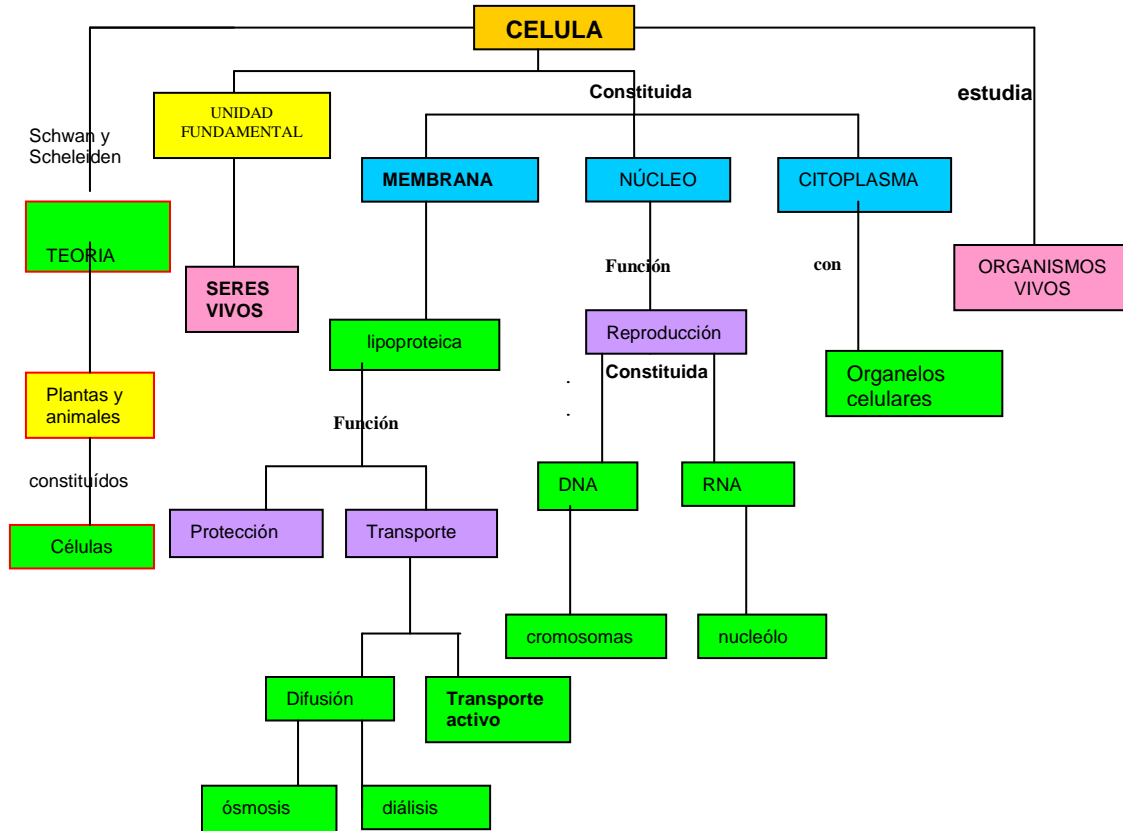 CELULA
Constituida
estudia
UNIDAD
FUNDAMENTAL
Schwan y
Scheleiden
MEMBRANA
NÚCLEO
CITOPLASMA
TEORIA
SERES
VIVOS
Función
con
ORGANISMOS
VIVOS
lipoproteica
Reproducción
Constituida
Organelos
celulares
Plantas y
animales
Función
constituídos
Células
Protección
Transporte
DNA
RNA
cromosomas
nucleólo
Difusión
Transporte
activo
ósmosis
diálisis